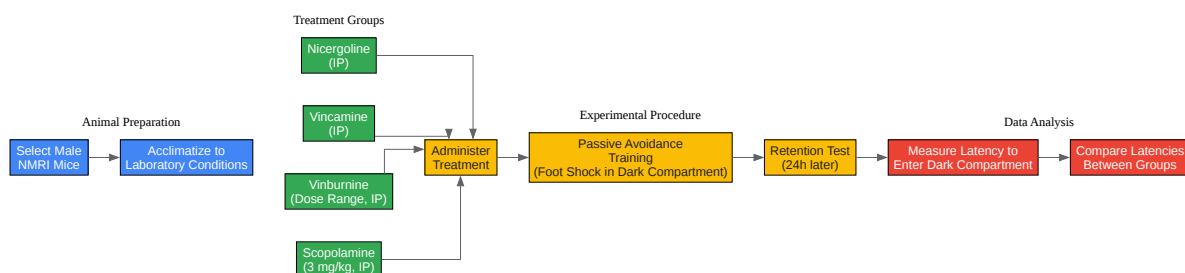 Treatment Groups
Nicergoline
(IP)
Vincamine
(IP)
Vinburnine
(Dose Range, IP)
Scopolamine
(3 mg/kg, IP)
Animal Preparation
Select Male
NMRI Mice
Acclimatize to
Laboratory Conditions
Administer
Treatment
Experimental Procedure
Passive Avoidance
Training
(Foot Shock in Dark Compartment)
Retention Test
(24h later)
Data Analysis
Measure Latency to
Enter Dark Compartment
Compare Latencies
Between Groups